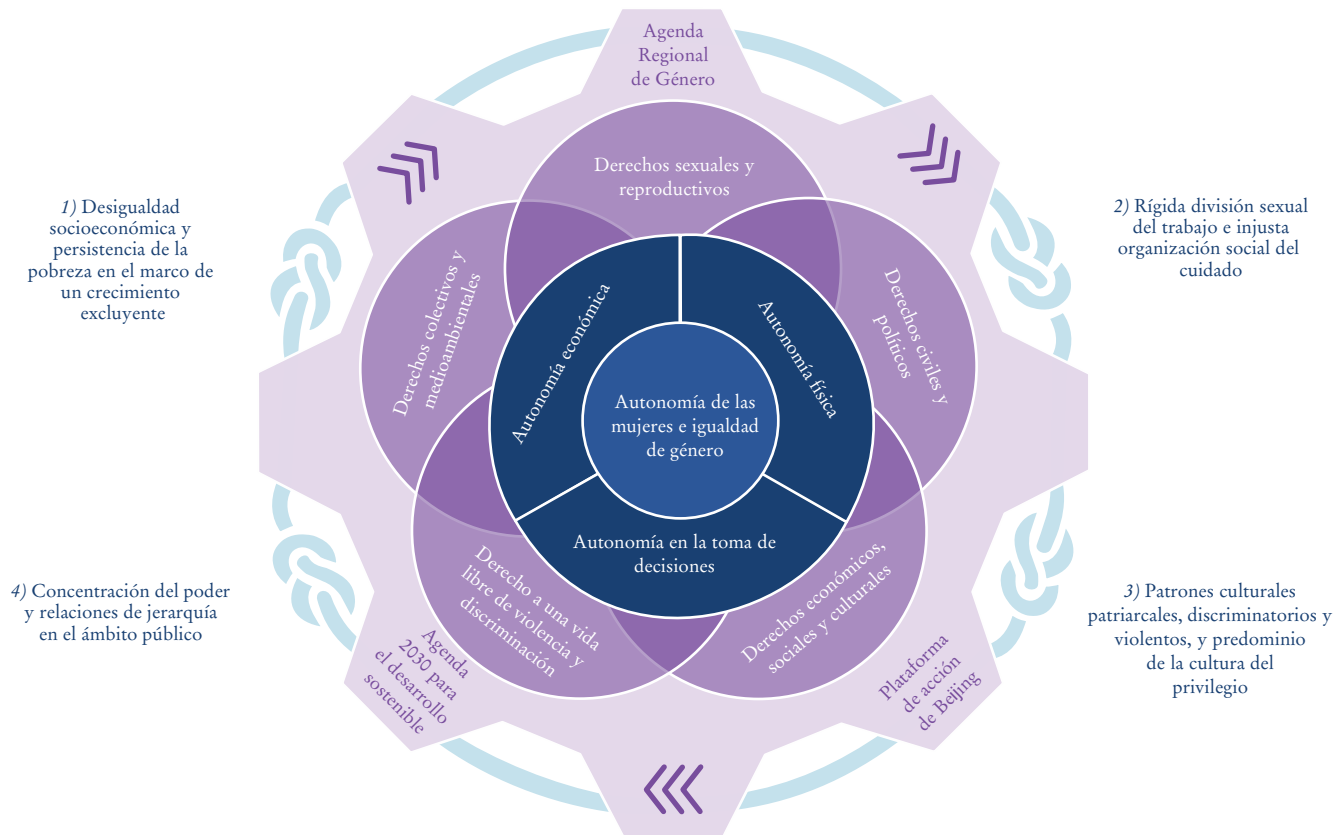 Agenda
Regional
de Género
Derechos sexuales y
reproductivos
1) Desigualdad
socioeconómica y
persistencia de la
pobreza en el marco de
un crecimiento
excluyente
2) Rígida división sexual
del trabajo e injusta
organización social del
cuidado
Derechos colectivos y
medioambientales
Autonomía económica
Autonomía física
Derechos civiles y
políticos
Autonomía de las
mujeres e igualdad
de género
Autonomía en la toma de
decisiones
4) Concentración del poder
y relaciones de jerarquía
en el ámbito público
Derecho a una vida
libre de violencia y
discriminación
Derechos económicos,
sociales y culturales
3) Patrones culturales
patriarcales, discriminatorios y
violentos, y predominio
de la cultura del
privilegio
Agenda
2030 para
el desarrollo
sostenible
Plataforma
de acción
de Beijing